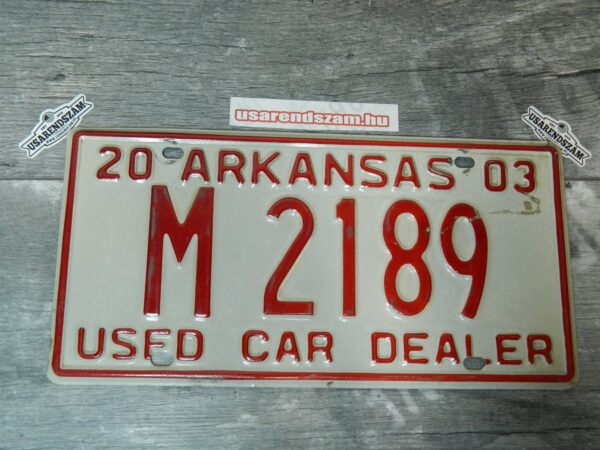 usarendszam.hu
USARENDSZAM
USARENDSZAM
20 ARKANSAS 03
M 2189
USED CAR DEALER